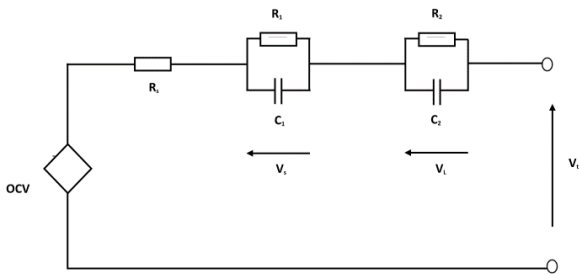 R₁
R₂
Rₛ
C₁
C₂
Vₛ
Vₗ
Vₜ
OCV